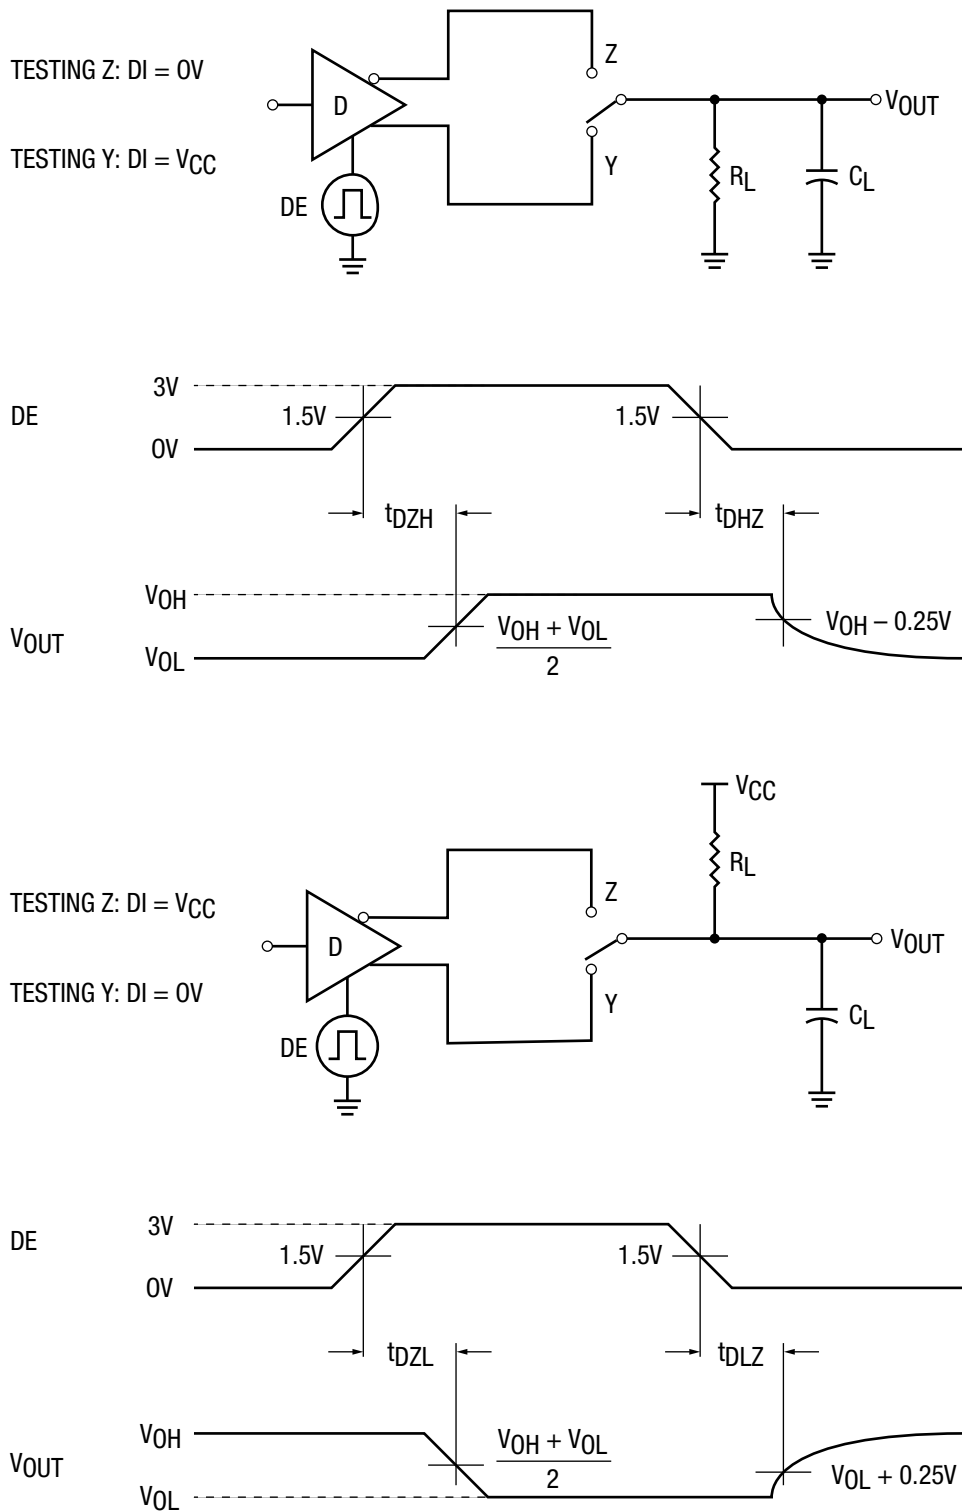 TESTING Z: DI = 0V
TESTING Y: DI = VCC
D
DE
Z
Y
VOUT
RL
CL
DE
3V
0V
1.5V
1.5V
tDZH
tDHZ
VOUT
VOH
VOL
VOH + VOL
2
VOH – 0.25V
TESTING Z: DI = VCC
TESTING Y: DI = 0V
D
DE
Z
Y
VCC
RL
VOUT
CL
DE
3V
0V
1.5V
1.5V
tDZL
tDLZ
VOUT
VOH
VOL
VOH + VOL
2
VOL + 0.25V